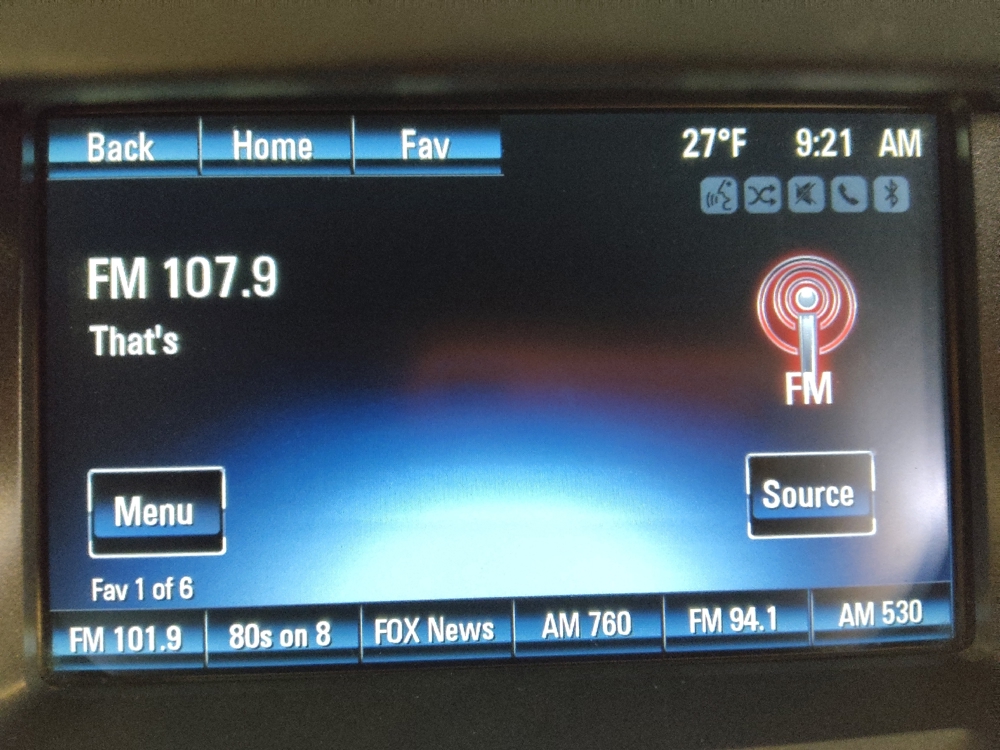 Back Home Fav 27°F 9:21 AM
FM 107.9
That's
FM
Menu Source
Fav 1 of 6
FM 101.9 80s on 8 FOX News AM 760 FM 94.1 AM 530